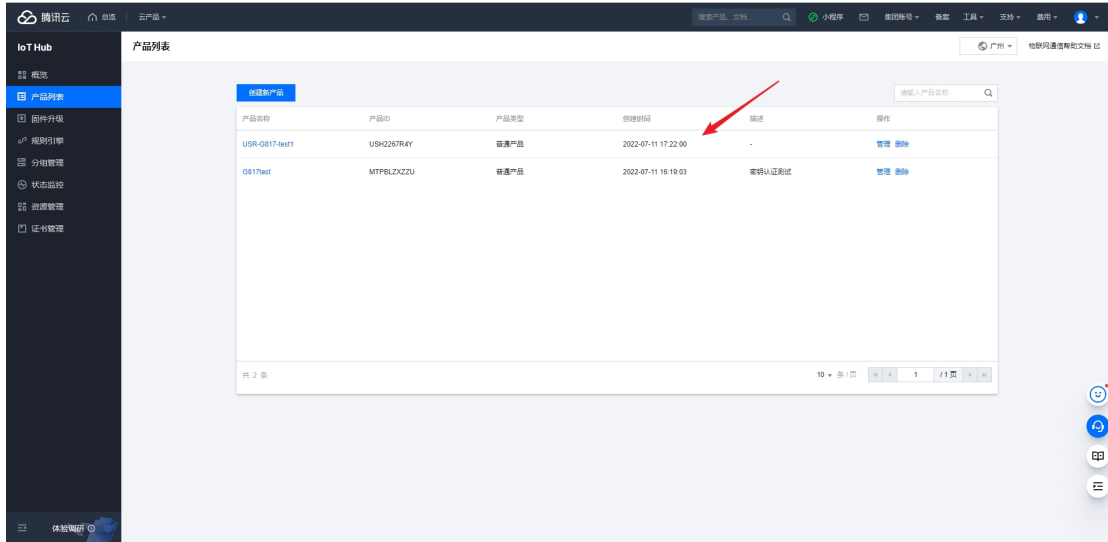 腾讯云 总览 云产品 搜索产品、文档... 小程序 集团账号 备案 工具 支持 费用
IoT Hub
产品列表 广州 物联网通信帮助文档
概览
产品列表
固件升级
规则引擎
分组管理
状态监控
资源管理
证书管理
创建新产品 请输入产品名称
产品名称 产品ID 产品类型 创建时间 描述 操作
USR-G817-test1 USH2267R4Y 普通产品 2022-07-11 17:22:00 - 管理 删除
G817test MTPBLZXZZU 普通产品 2022-07-11 16:19:03 密钥认证测试 管理 删除
共 2 条 10 条/页 1 /1页
体验调研